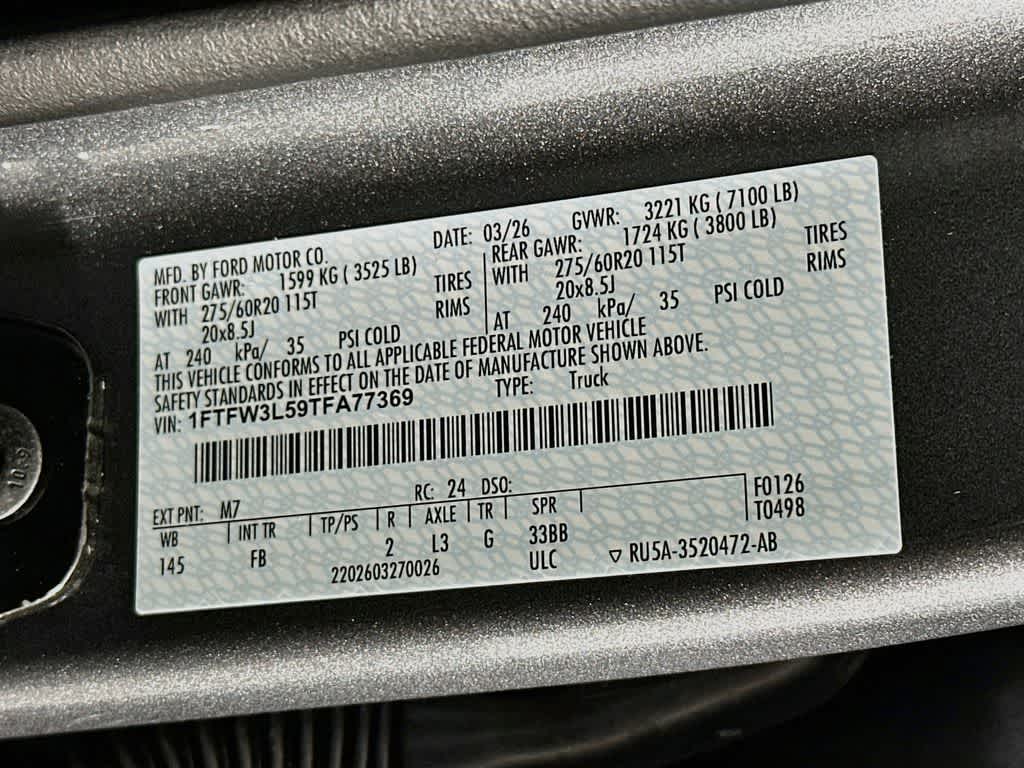 MFD. BY FORD MOTOR CO. DATE: 03/26 GVWR: 3221 KG ( 7100 LB)
FRONT GAWR: 1599 KG ( 3525 LB) REAR GAWR: 1724 KG ( 3800 LB)
WITH 275/60R20 115T TIRES WITH 275/60R20 115T TIRES
20x8.5J RIMS 20x8.5J RIMS
AT 240 kPa/ 35 PSI COLD AT 240 kPa/ 35 PSI COLD
THIS VEHICLE CONFORMS TO ALL APPLICABLE FEDERAL MOTOR VEHICLE
SAFETY STANDARDS IN EFFECT ON THE DATE OF MANUFACTURE SHOWN ABOVE.
VIN: 1FTFW3L59TFA77369 TYPE: Truck
EXT PNT: M7 RC: 24 DSO: F0126
WB INT TR TP/PS R AXLE TR SPR T0498
145 FB 2 L3 G 33BB
2202603270026 ULC ▽ RU5A-3520472-AB
10.9